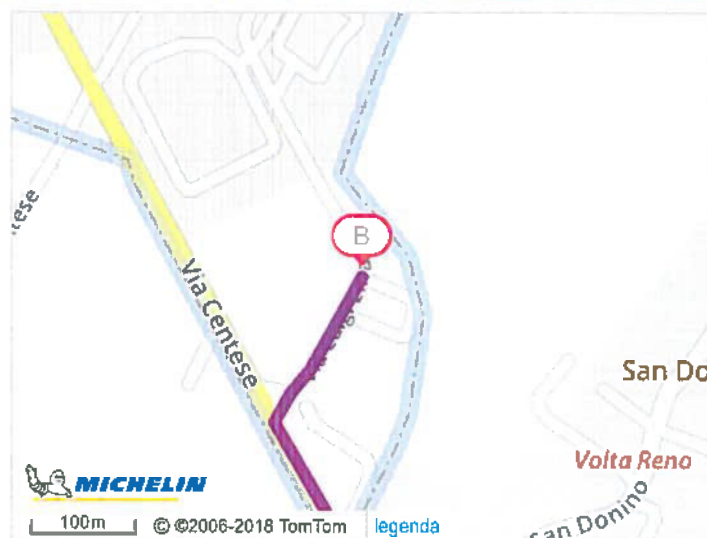 tese
B
Via Centese
San Do
Volta Reno
MICHELIN
San Donino
100m © ©2006-2018 TomTom legenda